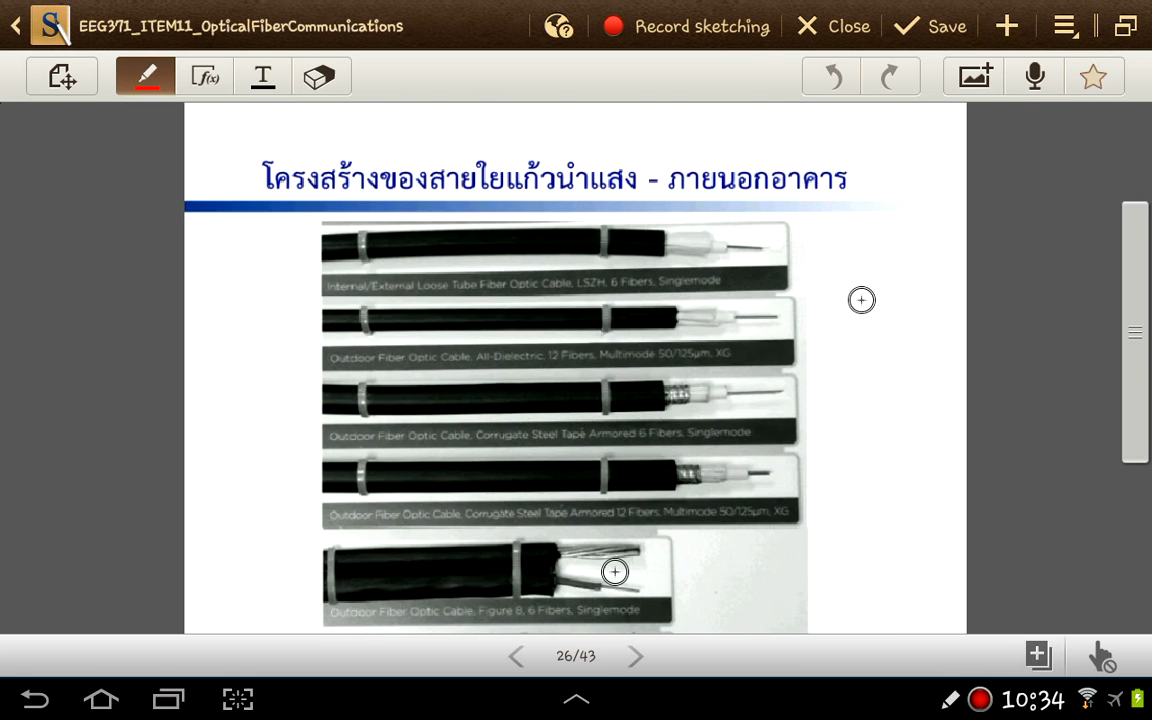 EEG371_ITEM11_OpticalFiberCommunications
Record sketching
Close
Save
f(x)
T
โครงสร้างของสายใยแก้วนำแสง - ภายนอกอาคาร
Internal/External Loose Tube Fiber Optic Cable, LSZH, 6 Fibers, Singlemode
Outdoor Fiber Optic Cable, All-Dielectric, 12 Fibers, Multimode 50/125µm, XG
Outdoor Fiber Optic Cable, Corrugate Steel Tape Armored 6 Fibers, Singlemode
Outdoor Fiber Optic Cable, Corrugate Steel Tape Armored 12 Fibers, Multimode 50/125µm, XG
Outdoor Fiber Optic Cable, Figure 8, 6 Fibers, Singlemode
26/43
10:34